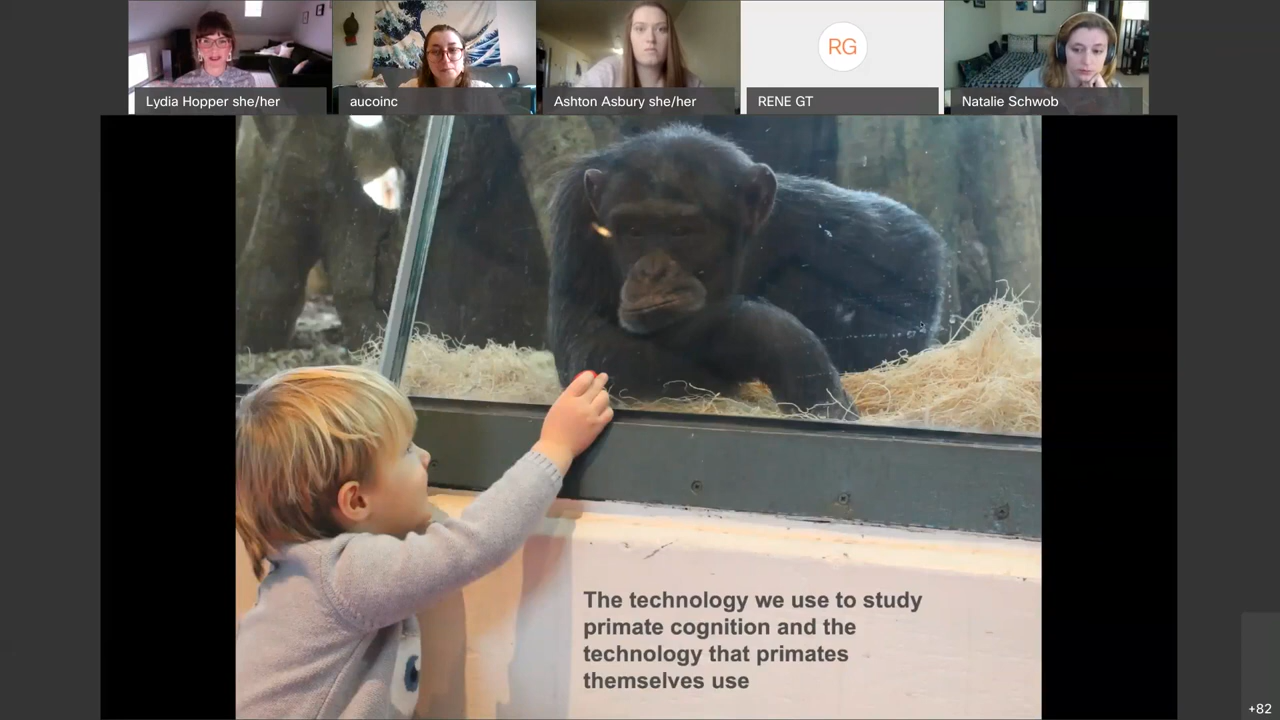 Lydia Hopper she/her
aucoinc
Ashton Asbury she/her
RG
RENE GT
Natalie Schwob
The technology we use to study
primate cognition and the
technology that primates
themselves use
+82